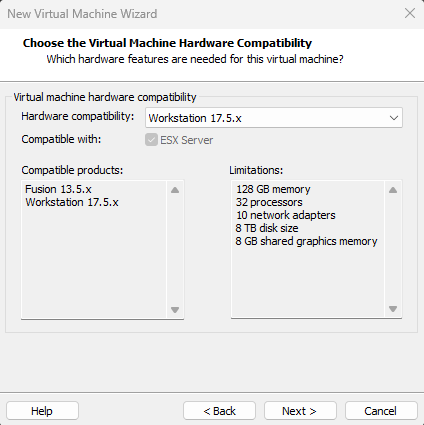 New Virtual Machine Wizard
Choose the Virtual Machine Hardware Compatibility
Which hardware features are needed for this virtual machine?
Virtual machine hardware compatibility
Hardware compatibility: Workstation 17.5.x
Compatible with: ESX Server
Compatible products:
Fusion 13.5.x
Workstation 17.5.x
Limitations:
128 GB memory
32 processors
10 network adapters
8 TB disk size
8 GB shared graphics memory
Help < Back Next > Cancel